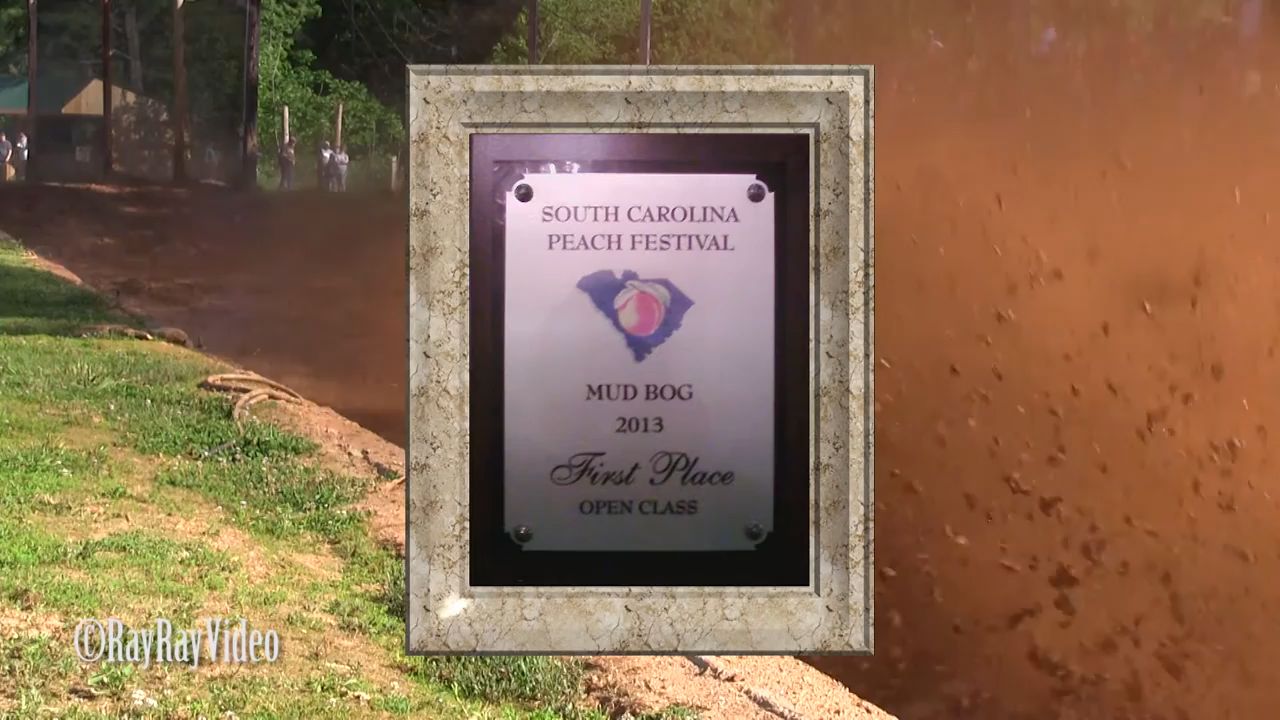 SOUTH CAROLINA
PEACH FESTIVAL
MUD BOG
2013
First Place
OPEN CLASS
©RayRayVideo